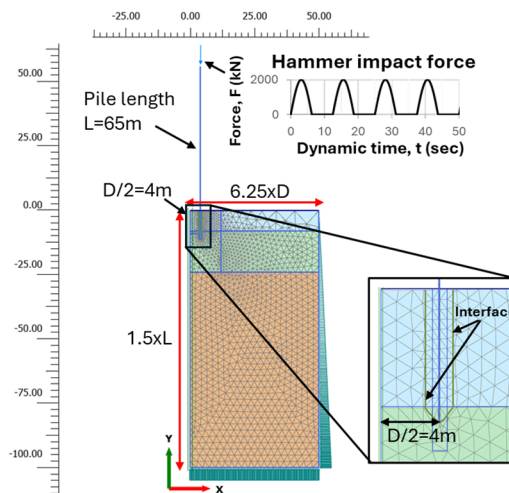 -25.00 0.00 25.00 50.00
50.00
25.00
0.00
-25.00
-50.00
-75.00
-100.00
Hammer impact force
Force, F (kN)
2000
0
0 10 20 30 40 50
Dynamic time, t (sec)
Pile length
L=65m
D/2=4m
6.25xD
1.5xL
Interfac
D/2=4m
Y
X